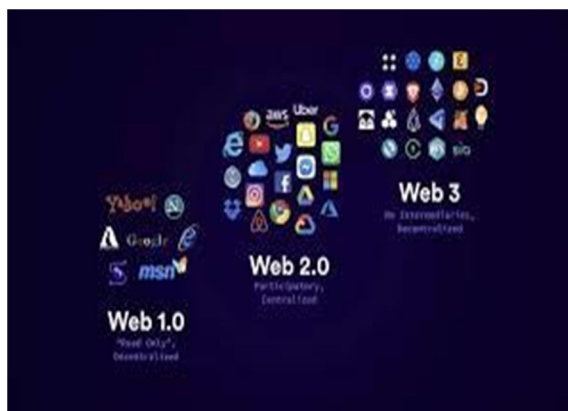 aws Uber
Web 3
No Intermediaries,
Decentralized
Yahoo!
Google
msn
Web 2.0
Participatory,
Centralized
Web 1.0
"Read Only",
Decentralized
sia